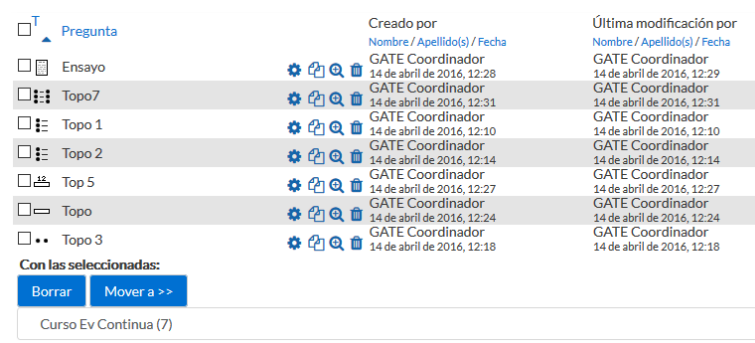 T Pregunta Creado por Última modificación por
Nombre / Apellido(s) / Fecha Nombre / Apellido(s) / Fecha
Ensayo GATE Coordinador GATE Coordinador
14 de abril de 2016, 12:28 14 de abril de 2016, 12:29
Topo7 GATE Coordinador GATE Coordinador
14 de abril de 2016, 12:31 14 de abril de 2016, 12:31
Topo 1 GATE Coordinador GATE Coordinador
14 de abril de 2016, 12:10 14 de abril de 2016, 12:10
Topo 2 GATE Coordinador GATE Coordinador
14 de abril de 2016, 12:14 14 de abril de 2016, 12:14
12 Top 5 GATE Coordinador GATE Coordinador
14 de abril de 2016, 12:27 14 de abril de 2016, 12:27
Topo GATE Coordinador GATE Coordinador
14 de abril de 2016, 12:24 14 de abril de 2016, 12:24
Topo 3 GATE Coordinador GATE Coordinador
14 de abril de 2016, 12:18 14 de abril de 2016, 12:18
Con las seleccionadas:
Borrar Mover a >>
Curso Ev Continua (7)